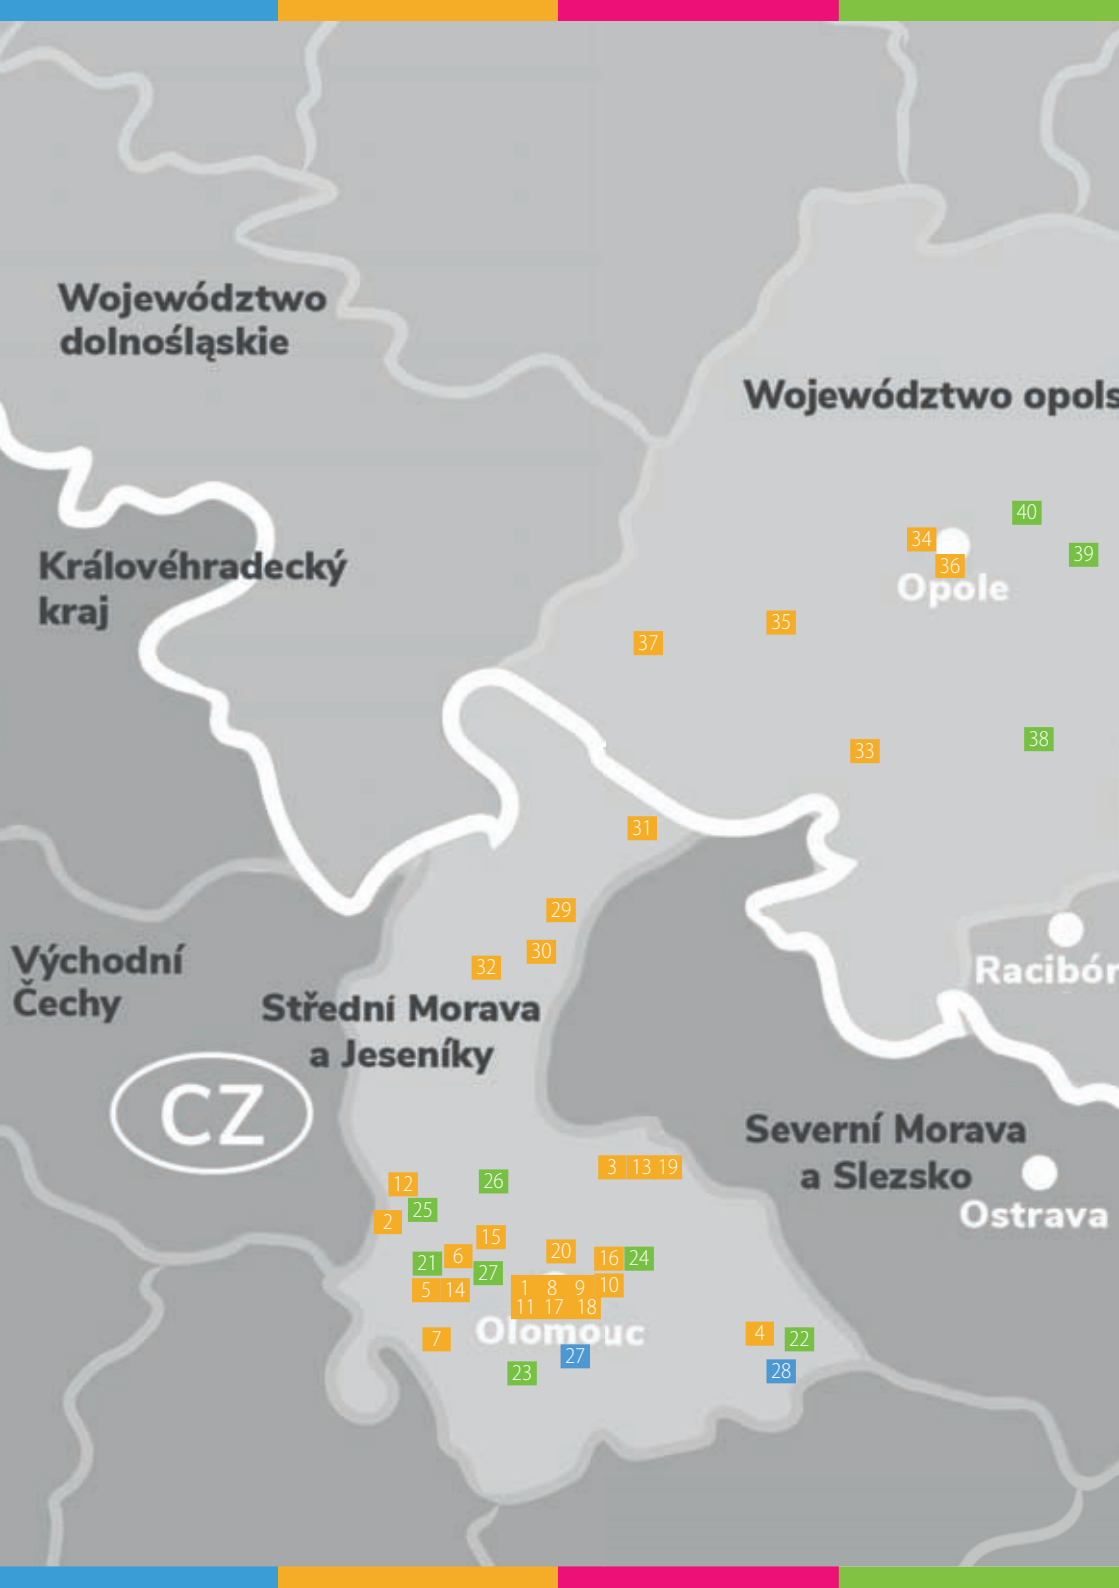 Województwo
dolnośląskie
Województwo opols
40
34
39
36
Opole
Královéhradecký
kraj
35
37
38
33
31
29
30
32
Východní
Čechy
Racibór
Střední Morava
a Jeseníky
CZ
Severní Morava
a Slezsko
Ostrava
3 13 19
12
26
25
2
15
20
6
16 24
21
27
5 14
1 8 9 10
11 17 18
Olomouc
7
4
22
27
23
28